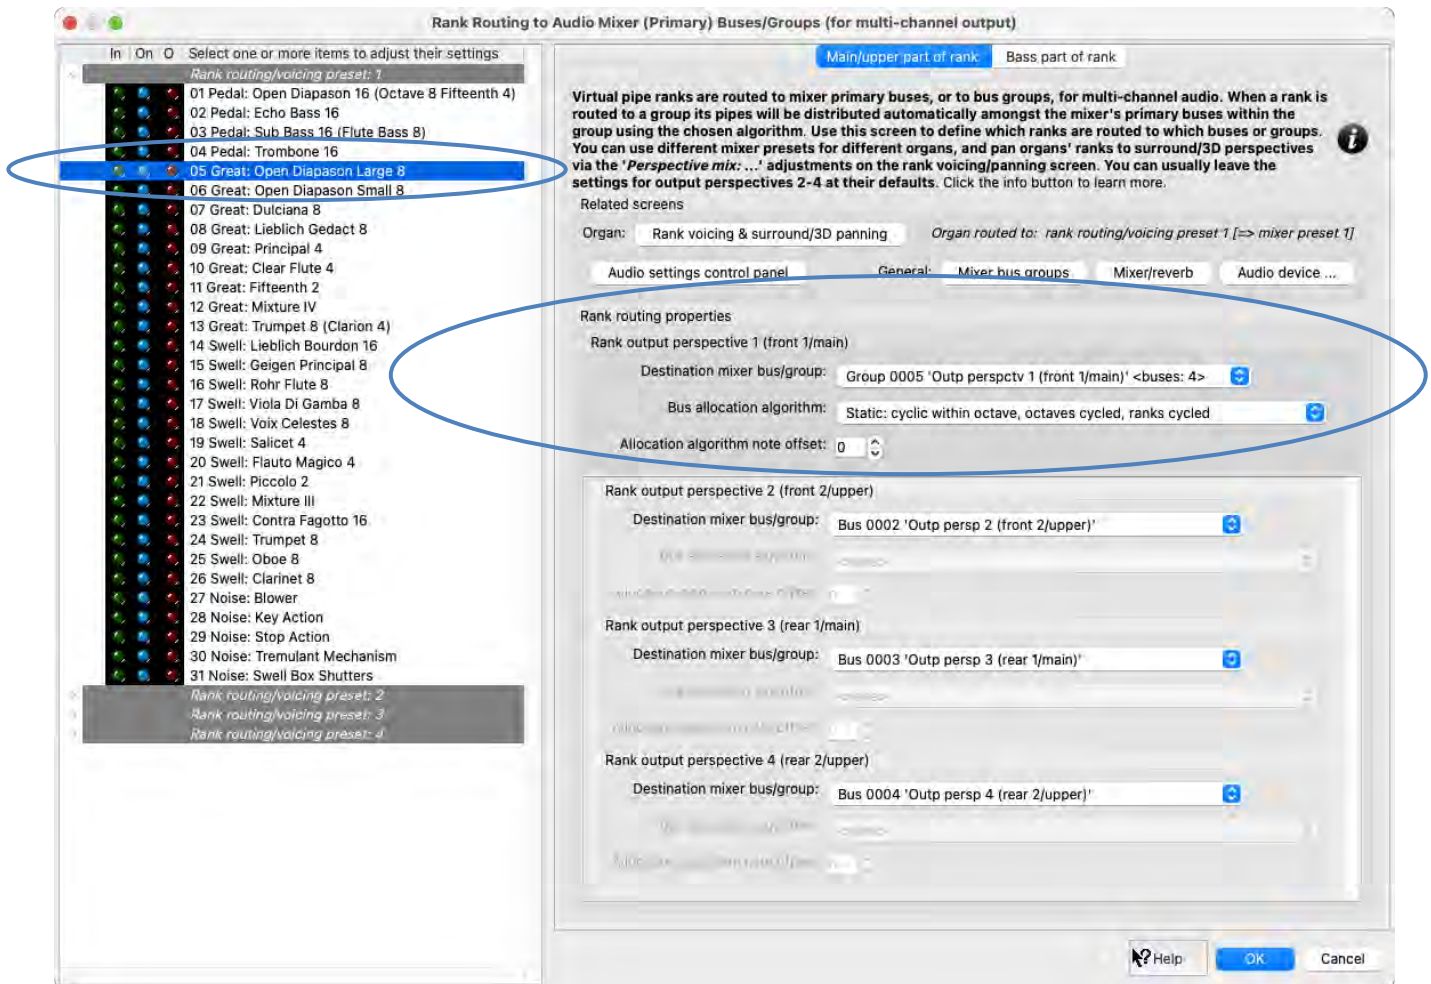 Rank Routing to Audio Mixer (Primary) Buses/Groups (for multi-channel output)
In On O Select one or more items to adjust their settings
Rank routing/voicing preset: 1
01 Pedal: Open Diapason 16 (Octave 8 Fifteenth 4)
02 Pedal: Echo Bass 16
03 Pedal: Sub Bass 16 (Flute Bass 8)
04 Pedal: Trombone 16
05 Great: Open Diapason Large 8
06 Great: Open Diapason Small 8
07 Great: Dulciana 8
08 Great: Lieblich Gedact 8
09 Great: Principal 4
10 Great: Clear Flute 4
11 Great: Fifteenth 2
12 Great: Mixture IV
13 Great: Trumpet 8 (Clarion 4)
14 Swell: Lieblich Bourdon 16
15 Swell: Geigen Principal 8
16 Swell: Rohr Flute 8
17 Swell: Viola Di Gamba 8
18 Swell: Voix Celestes 8
19 Swell: Salicet 4
20 Swell: Flauto Magico 4
21 Swell: Piccolo 2
22 Swell: Mixture III
23 Swell: Contra Fagotto 16
24 Swell: Trumpet 8
25 Swell: Oboe 8
26 Swell: Clarinet 8
27 Noise: Blower
28 Noise: Key Action
29 Noise: Stop Action
30 Noise: Tremulant Mechanism
31 Noise: Swell Box Shutters
Rank routing/voicing preset: 2
Rank routing/voicing preset: 3
Rank routing/voicing preset: 4
Main/upper part of rank Bass part of rank
Virtual pipe ranks are routed to mixer primary buses, or to bus groups, for multi-channel audio. When a rank is
routed to a group its pipes will be distributed automatically amongst the mixer's primary buses within the
group using the chosen algorithm. Use this screen to define which ranks are routed to which buses or groups.
You can use different mixer presets for different organs, and pan organs' ranks to surround/3D perspectives
via the 'Perspective mix: ...' adjustments on the rank voicing/panning screen. You can usually leave the
settings for output perspectives 2-4 at their defaults. Click the info button to learn more.
Related screens
Organ: Rank voicing & surround/3D panning Organ routed to: rank routing/voicing preset 1 [=> mixer preset 1]
Audio settings control panel General: Mixer bus groups Mixer/reverb Audio device ...
Rank routing properties
Rank output perspective 1 (front 1/main)
Destination mixer bus/group: Group 0005 'Outp perspctv 1 (front 1/main)' <buses: 4>
Bus allocation algorithm: Static: cyclic within octave, octaves cycled, ranks cycled
Allocation algorithm note offset: 0
Rank output perspective 2 (front 2/upper)
Destination mixer bus/group: Bus 0002 'Outp persp 2 (front 2/upper)'
Rank output perspective 3 (rear 1/main)
Destination mixer bus/group: Bus 0003 'Outp persp 3 (rear 1/main)'
Rank output perspective 4 (rear 2/upper)
Destination mixer bus/group: Bus 0004 'Outp persp 4 (rear 2/upper)'
Help OK Cancel